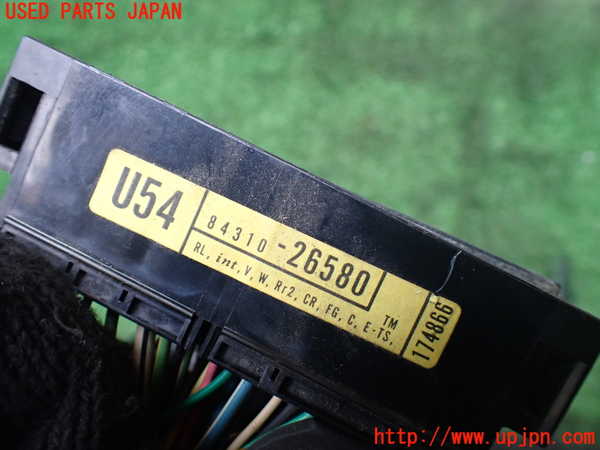 USED PARTS JAPAN
U54
84310-26580
RL, int, V, W, Rr2, CR, FG, C, E-TS,
TM
174866
http://www.upjpn.com